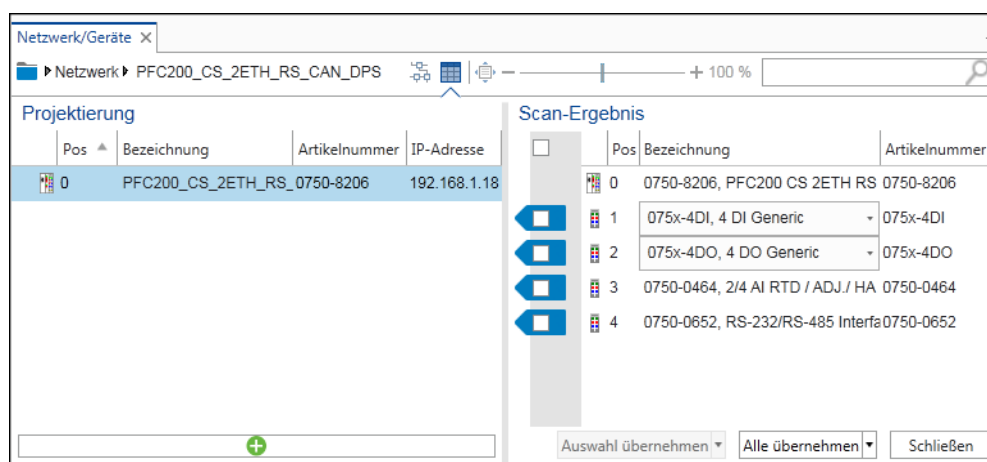 Netzwerk/Geräte
Netzwerk PFC200_CS_2ETH_RS_CAN_DPS 100 %
Projektierung
Pos Bezeichnung Artikelnummer IP-Adresse
0 PFC200_CS_2ETH_RS_ 0750-8206 192.168.1.18
Scan-Ergebnis
Pos Bezeichnung Artikelnummer
0 0750-8206, PFC200 CS 2ETH RS 0750-8206
1 075x-4DI, 4 DI Generic 075x-4DI
2 075x-4DO, 4 DO Generic 075x-4DO
3 0750-0464, 2/4 AI RTD / ADJ./ HA 0750-0464
4 0750-0652, RS-232/RS-485 Interfa 0750-0652
Auswahl übernehmen Alle übernehmen Schließen